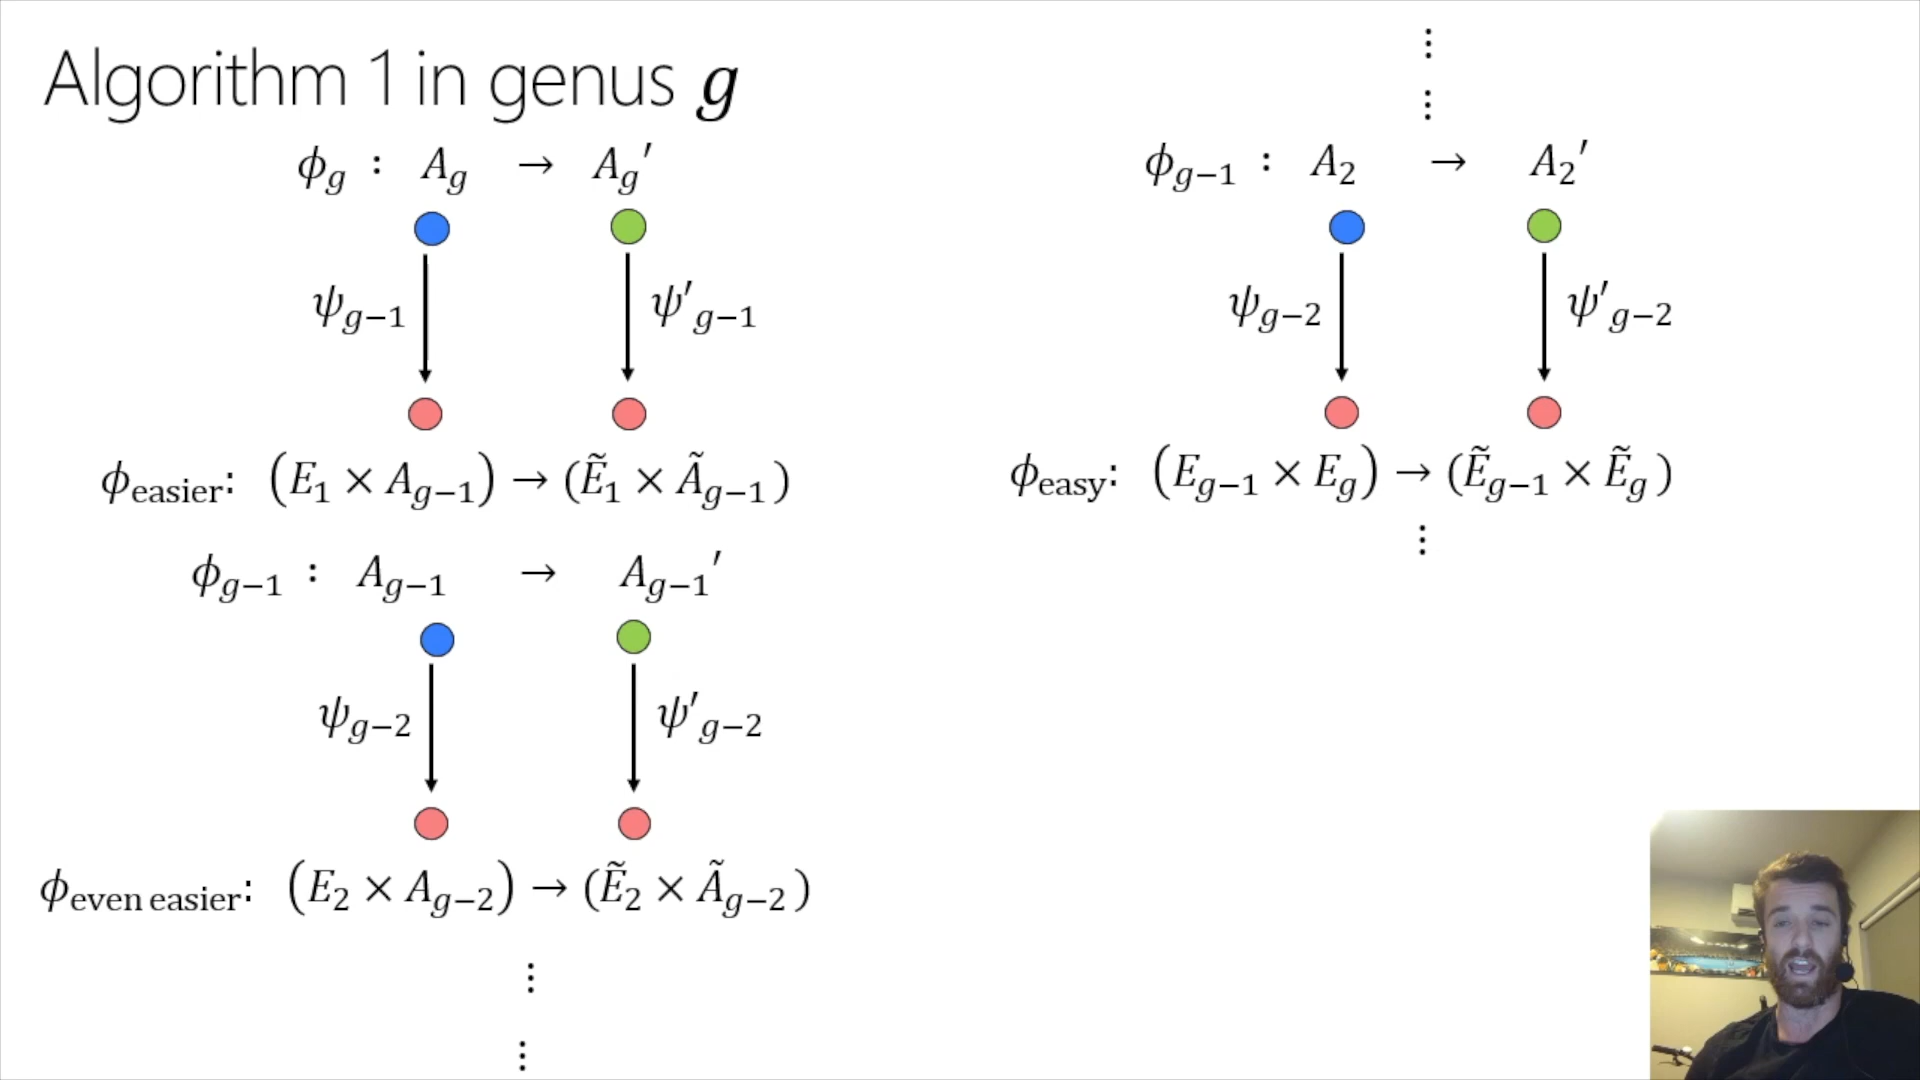 Algorithm 1 in genus g
ϕ_g : A_g → A_g′
ψ_{g−1} ψ′_{g−1}
ϕ_easier: (E_1 × A_{g−1}) → (Ẽ_1 × Ã_{g−1})
ϕ_{g−1} : A_{g−1} → A_{g−1}′
ψ_{g−2} ψ′_{g−2}
ϕ_even easier: (E_2 × A_{g−2}) → (Ẽ_2 × Ã_{g−2})
⋮
⋮
⋮
⋮
ϕ_{g−1} : A_2 → A_2′
ψ_{g−2} ψ′_{g−2}
ϕ_easy: (E_{g−1} × E_g) → (Ẽ_{g−1} × Ẽ_g)
⋮